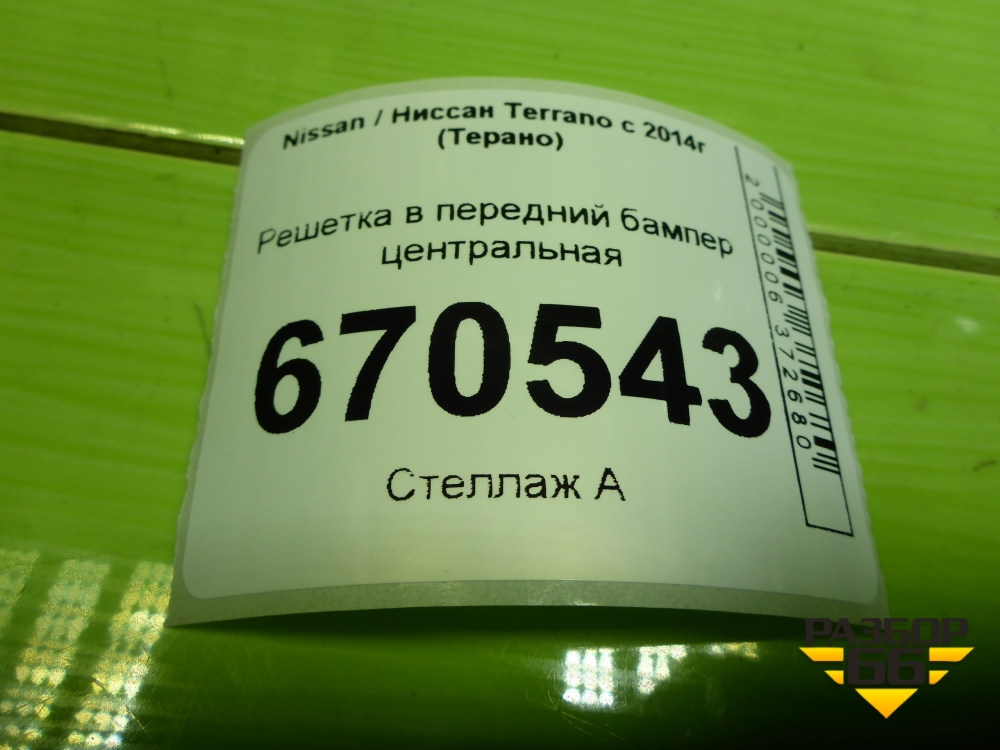 Nissan / Ниссан Terrano с 2014г
(Терано)
Решетка в передний бампер
центральная
670543
Стеллаж А
2000006372680
РАЗБОР
66